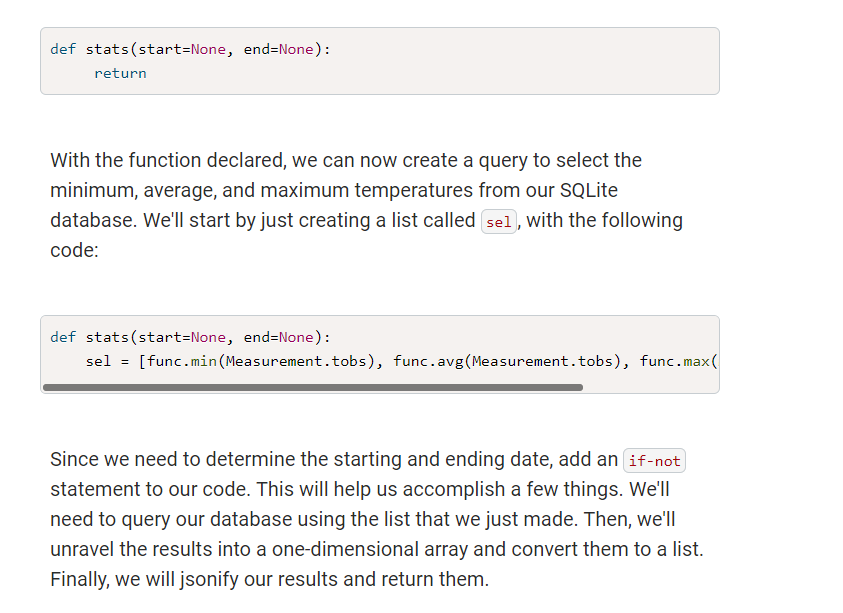 def stats(start=None, end=None):
     return
With the function declared, we can now create a query to select the
minimum, average, and maximum temperatures from our SQLite
database. We'll start by just creating a list called sel, with the following
code:
def stats(start=None, end=None):
    sel = [func.min(Measurement.tobs), func.avg(Measurement.tobs), func.max(
Since we need to determine the starting and ending date, add an if-not
statement to our code. This will help us accomplish a few things. We'll
need to query our database using the list that we just made. Then, we'll
unravel the results into a one-dimensional array and convert them to a list.
Finally, we will jsonify our results and return them.